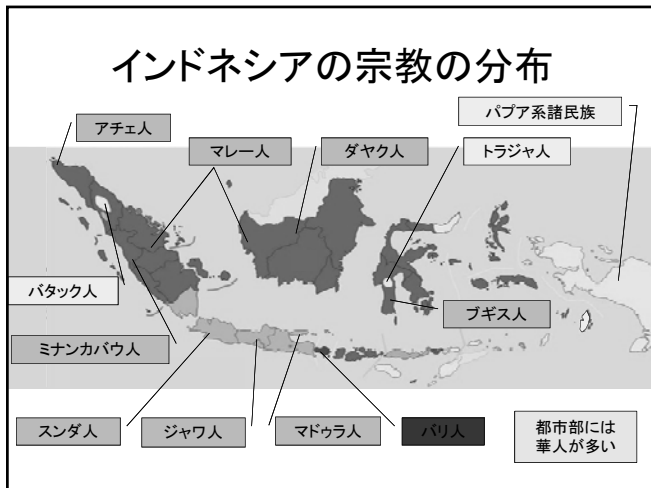 インドネシアの宗教の分布
パプア系諸民族
アチェ人
マレー人
ダヤク人
トラジャ人
バタック人
ブギス人
ミナンカバウ人
スンダ人
ジャワ人
マドゥラ人
バリ人
都市部には
華人が多い